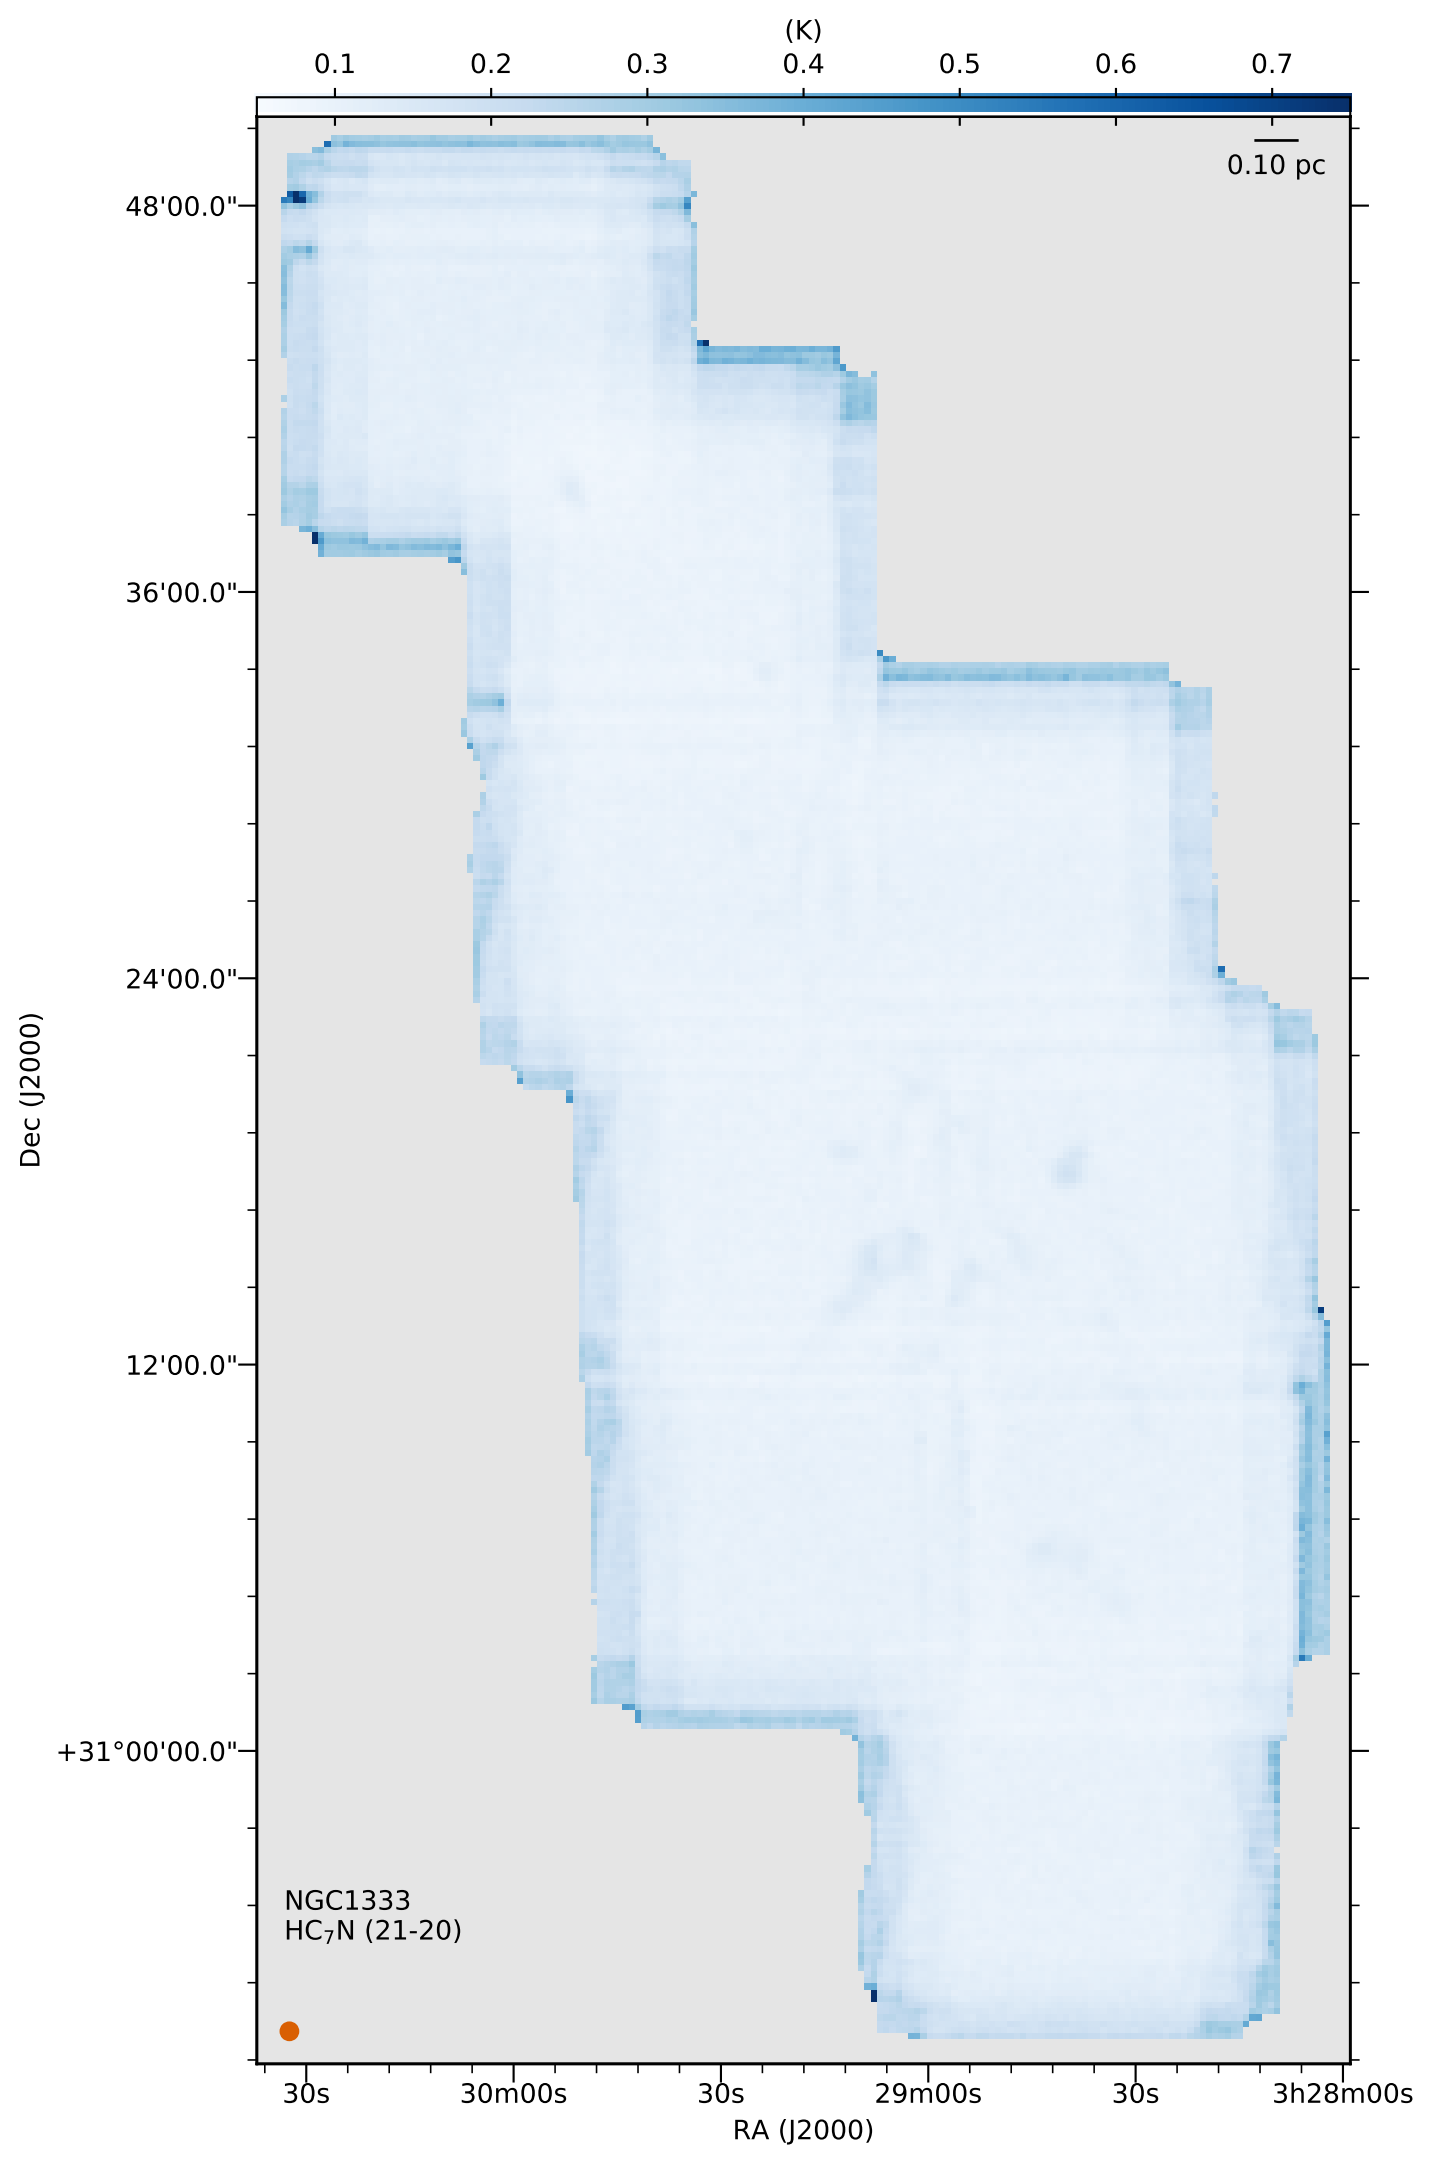 (K)
0.1 0.2 0.3 0.4 0.5 0.6 0.7
0.10 pc
48'00.0"
36'00.0"
24'00.0"
12'00.0"
+31°00'00.0"
Dec (J2000)
NGC1333
HC₇N (21-20)
30s 30m00s 30s 29m00s 30s 3h28m00s
RA (J2000)